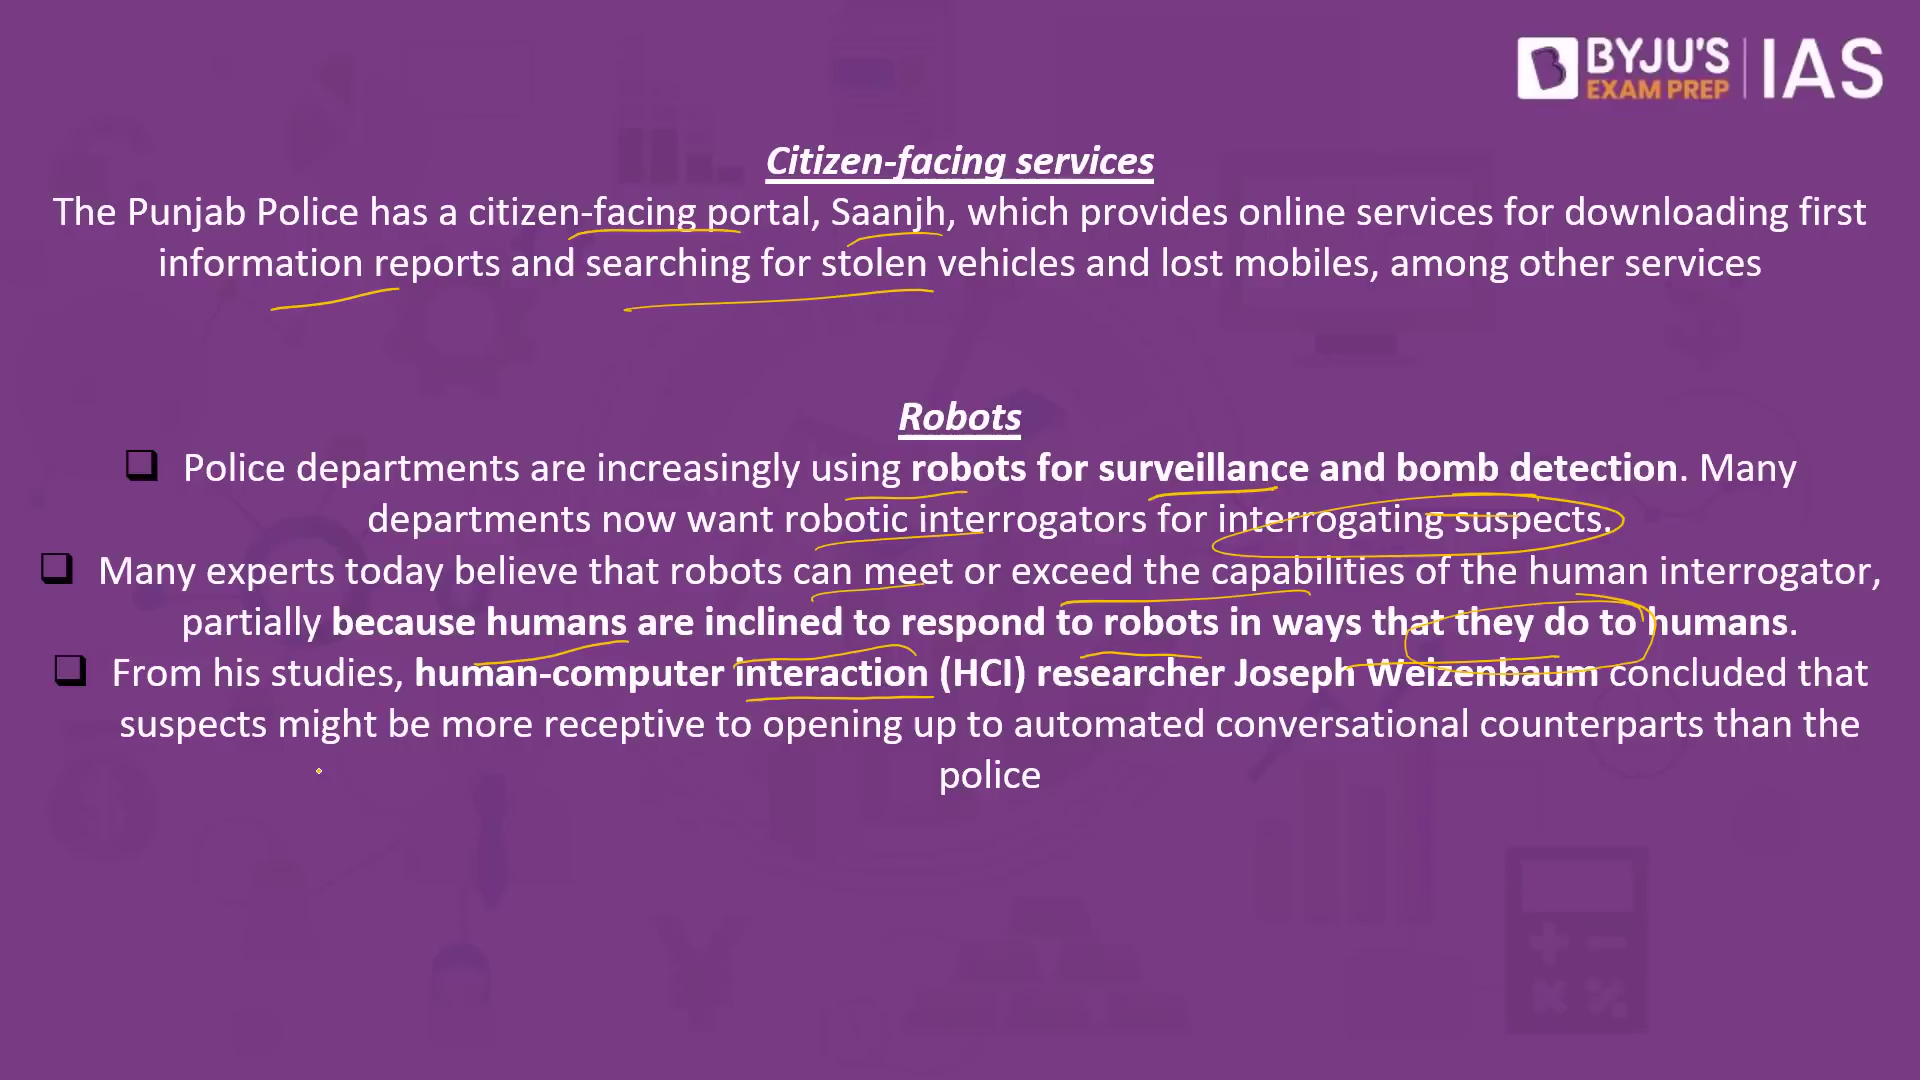 BYJU'S
EXAM PREP
IAS
Citizen-facing services
The Punjab Police has a citizen-facing portal, Saanjh, which provides online services for downloading first
information reports and searching for stolen vehicles and lost mobiles, among other services
Robots
Police departments are increasingly using robots for surveillance and bomb detection. Many
departments now want robotic interrogators for interrogating suspects.
Many experts today believe that robots can meet or exceed the capabilities of the human interrogator,
partially because humans are inclined to respond to robots in ways that they do to humans.
From his studies, human-computer interaction (HCI) researcher Joseph Weizenbaum concluded that
suspects might be more receptive to opening up to automated conversational counterparts than the
police